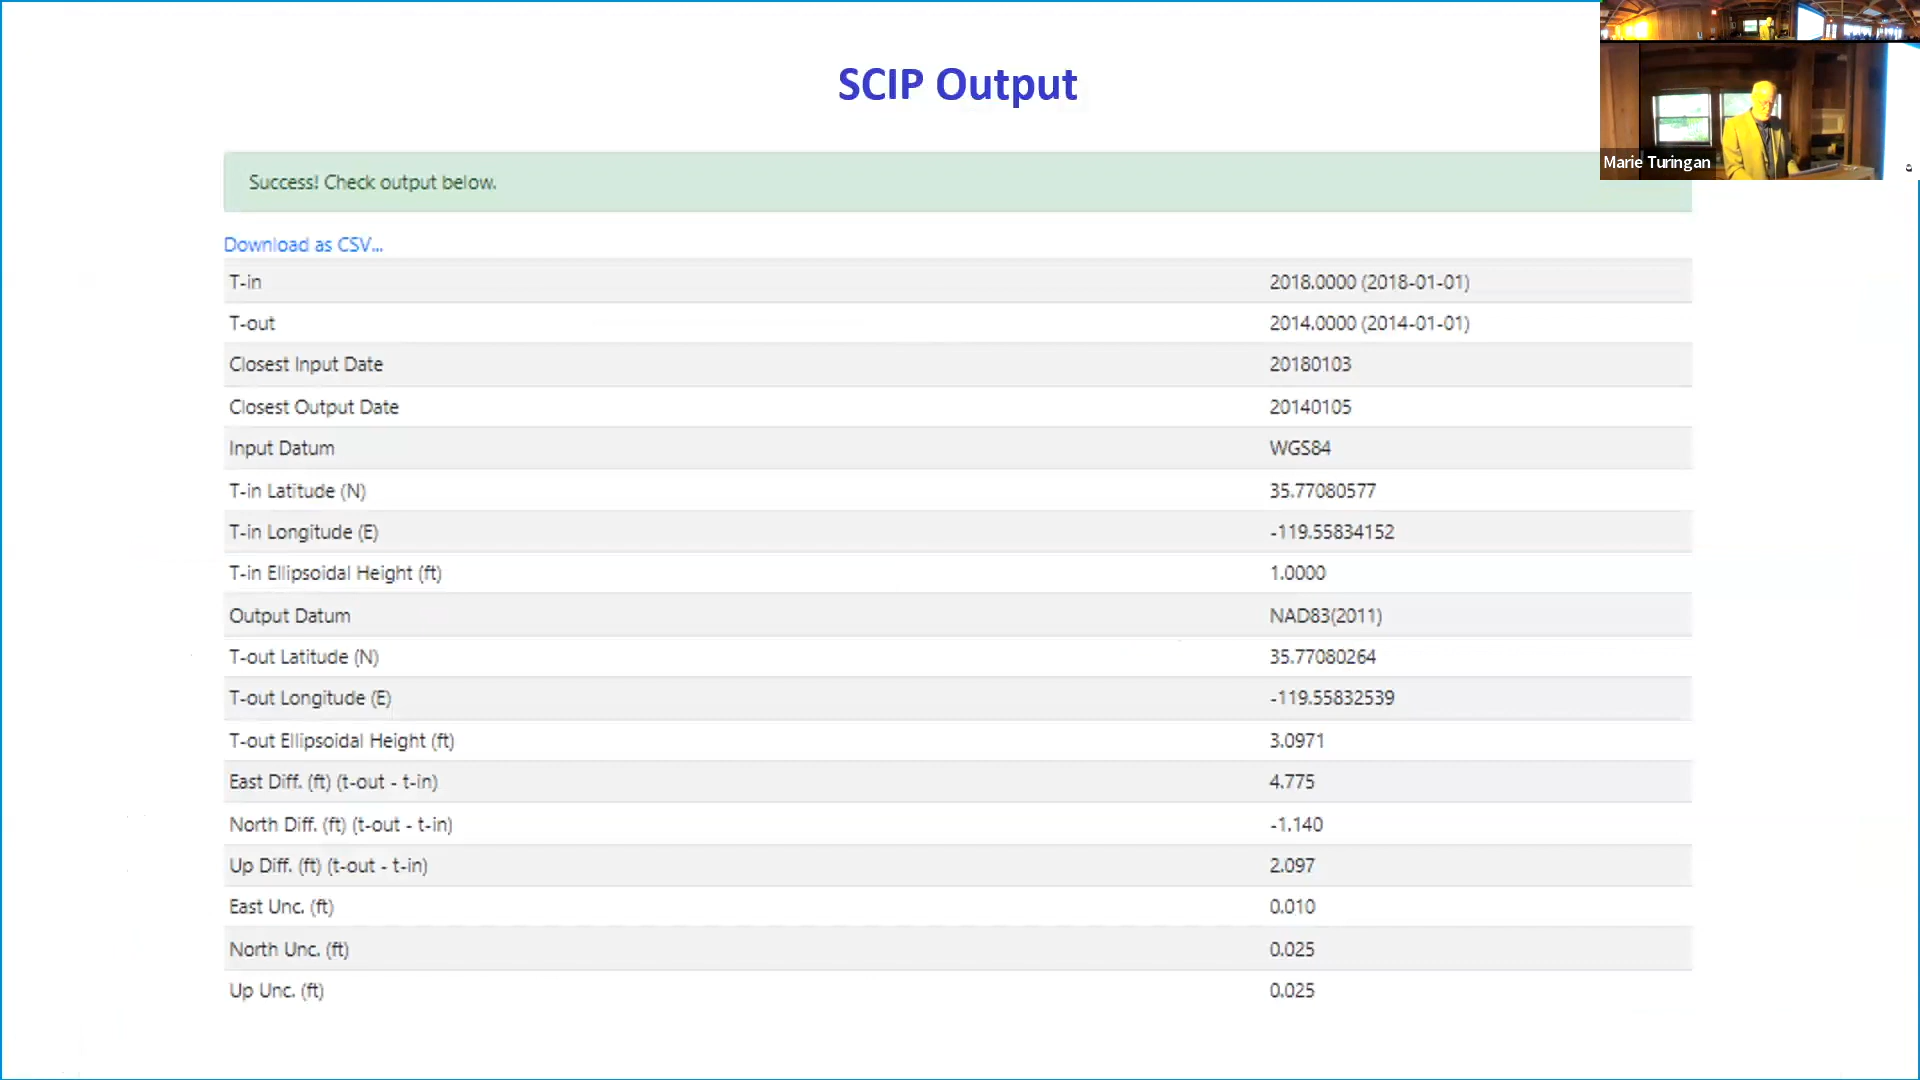 SCIP Output
Marie Turingan
Success! Check output below.
Download as CSV...
T-in 2018.0000 (2018-01-01)
T-out 2014.0000 (2014-01-01)
Closest Input Date 20180103
Closest Output Date 20140105
Input Datum WGS84
T-in Latitude (N) 35.77080577
T-in Longitude (E) -119.55834152
T-in Ellipsoidal Height (ft) 1.0000
Output Datum NAD83(2011)
T-out Latitude (N) 35.77080264
T-out Longitude (E) -119.55832539
T-out Ellipsoidal Height (ft) 3.0971
East Diff. (ft) (t-out - t-in) 4.775
North Diff. (ft) (t-out - t-in) -1.140
Up Diff. (ft) (t-out - t-in) 2.097
East Unc. (ft) 0.010
North Unc. (ft) 0.025
Up Unc. (ft) 0.025